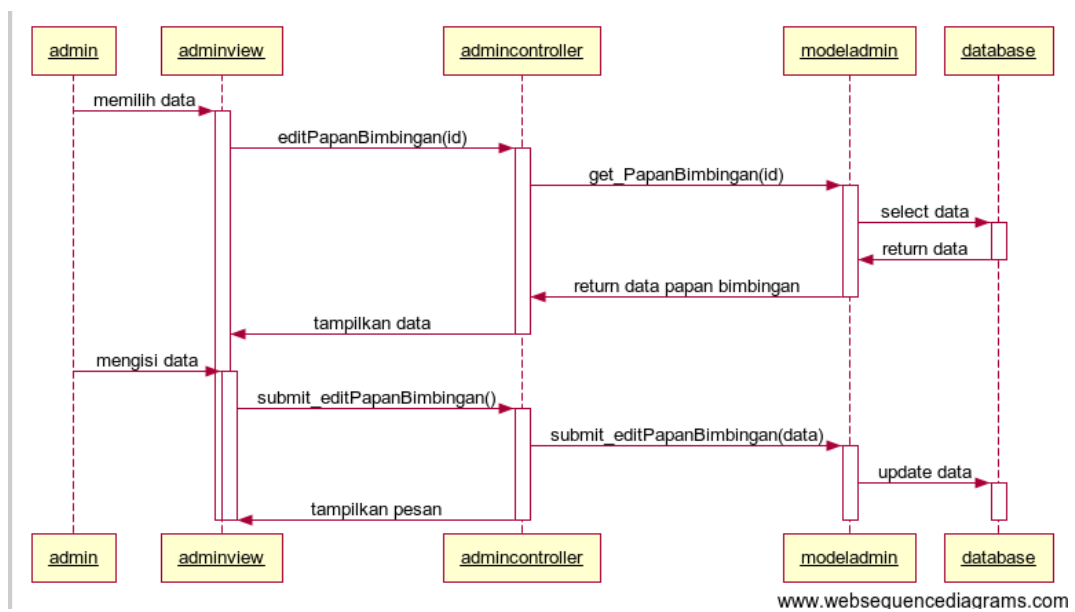 admin
adminview
admincontroller
modeladmin
database
memilih data
editPapanBimbingan(id)
get_PapanBimbingan(id)
select data
return data
return data papan bimbingan
tampilkan data
mengisi data
submit_editPapanBimbingan()
submit_editPapanBimbingan(data)
update data
tampilkan pesan
admin
adminview
admincontroller
modeladmin
database
www.websequencediagrams.com